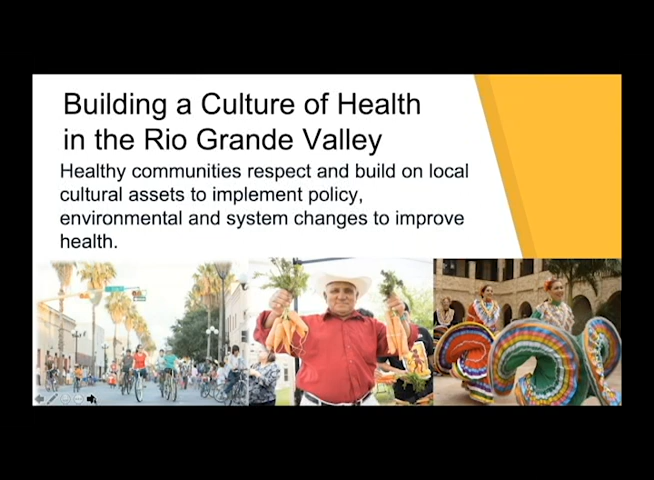 Building a Culture of Health
in the Rio Grande Valley
Healthy communities respect and build on local
cultural assets to implement policy,
environmental and system changes to improve
health.